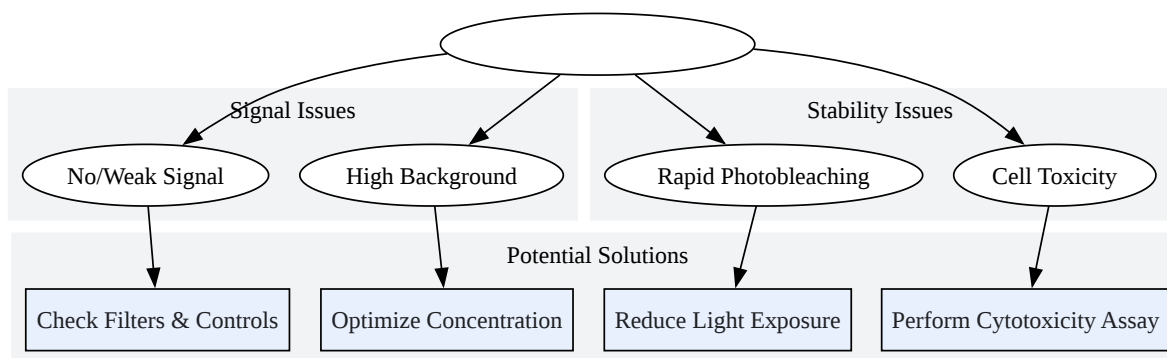 Signal Issues
Stability Issues
No/Weak Signal
High Background
Rapid Photobleaching
Cell Toxicity
Potential Solutions
Check Filters & Controls
Optimize Concentration
Reduce Light Exposure
Perform Cytotoxicity Assay